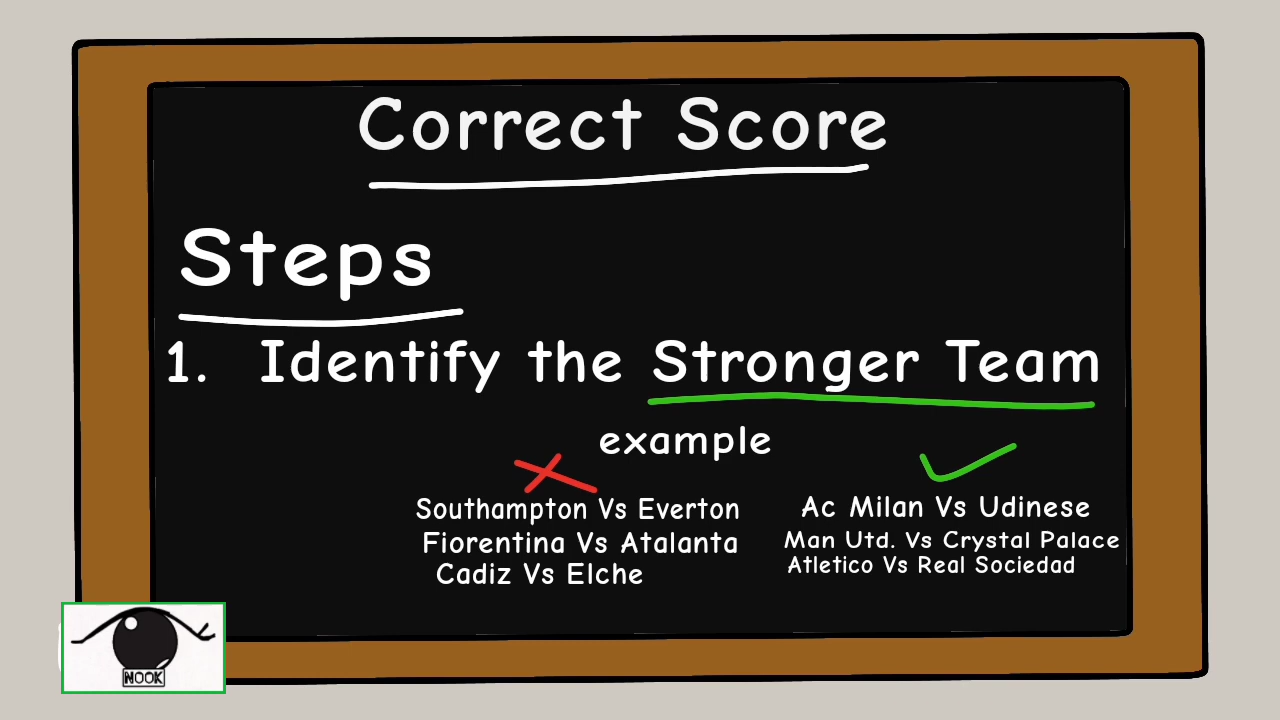 Correct Score
Steps
1. Identify the Stronger Team
example
Southampton Vs Everton
Fiorentina Vs Atalanta
Cadiz Vs Elche
Ac Milan Vs Udinese
Man Utd. Vs Crystal Palace
Atletico Vs Real Sociedad
NOOK